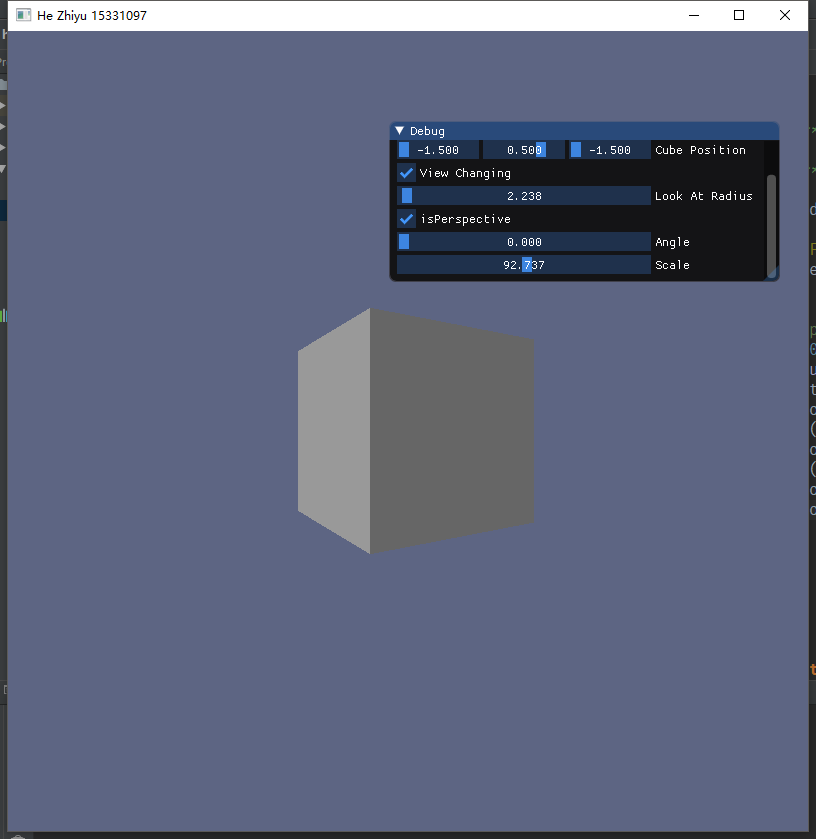 He Zhiyu 15331097
Debug
-1.500 0.500 -1.500 Cube Position
View Changing
2.238 Look At Radius
isPerspective
0.000 Angle
92.737 Scale